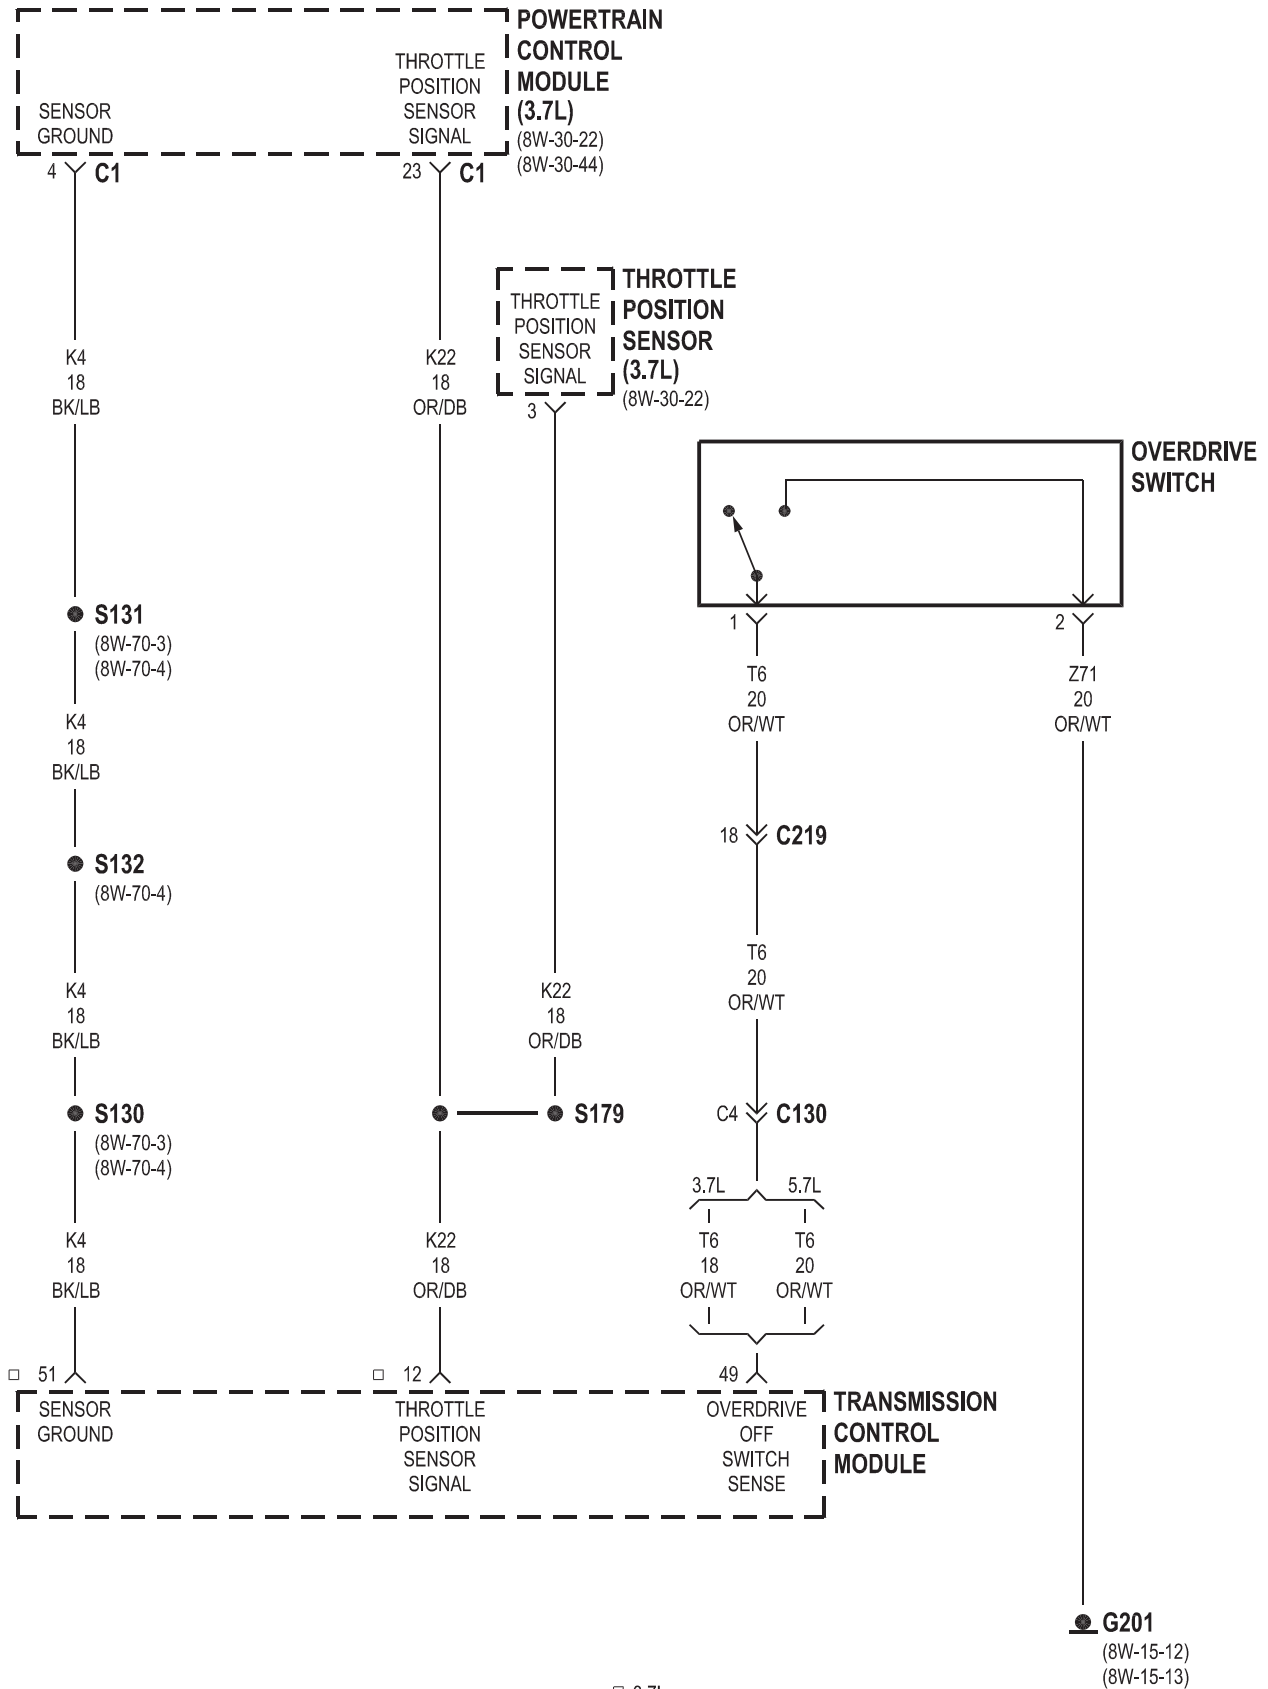 POWERTRAIN
CONTROL
MODULE
(3.7L)
(8W-30-22)
(8W-30-44)
SENSOR
GROUND
THROTTLE
POSITION
SENSOR
SIGNAL
4 C1
23 C1
THROTTLE
POSITION
SENSOR
SIGNAL
THROTTLE
POSITION
SENSOR
(3.7L)
(8W-30-22)
3
K4
18
BK/LB
K22
18
OR/DB
OVERDRIVE
SWITCH
1
2
S131
(8W-70-3)
(8W-70-4)
T6
20
OR/WT
Z71
20
OR/WT
K4
18
BK/LB
18 C219
S132
(8W-70-4)
T6
20
OR/WT
K4
18
BK/LB
K22
18
OR/DB
S130
(8W-70-3)
(8W-70-4)
S179
C4 C130
3.7L 5.7L
K4
18
BK/LB
K22
18
OR/DB
T6
18
OR/WT
T6
20
OR/WT
51
12
49
SENSOR
GROUND
THROTTLE
POSITION
SENSOR
SIGNAL
OVERDRIVE
OFF
SWITCH
SENSE
TRANSMISSION
CONTROL
MODULE
G201
(8W-15-12)
(8W-15-13)